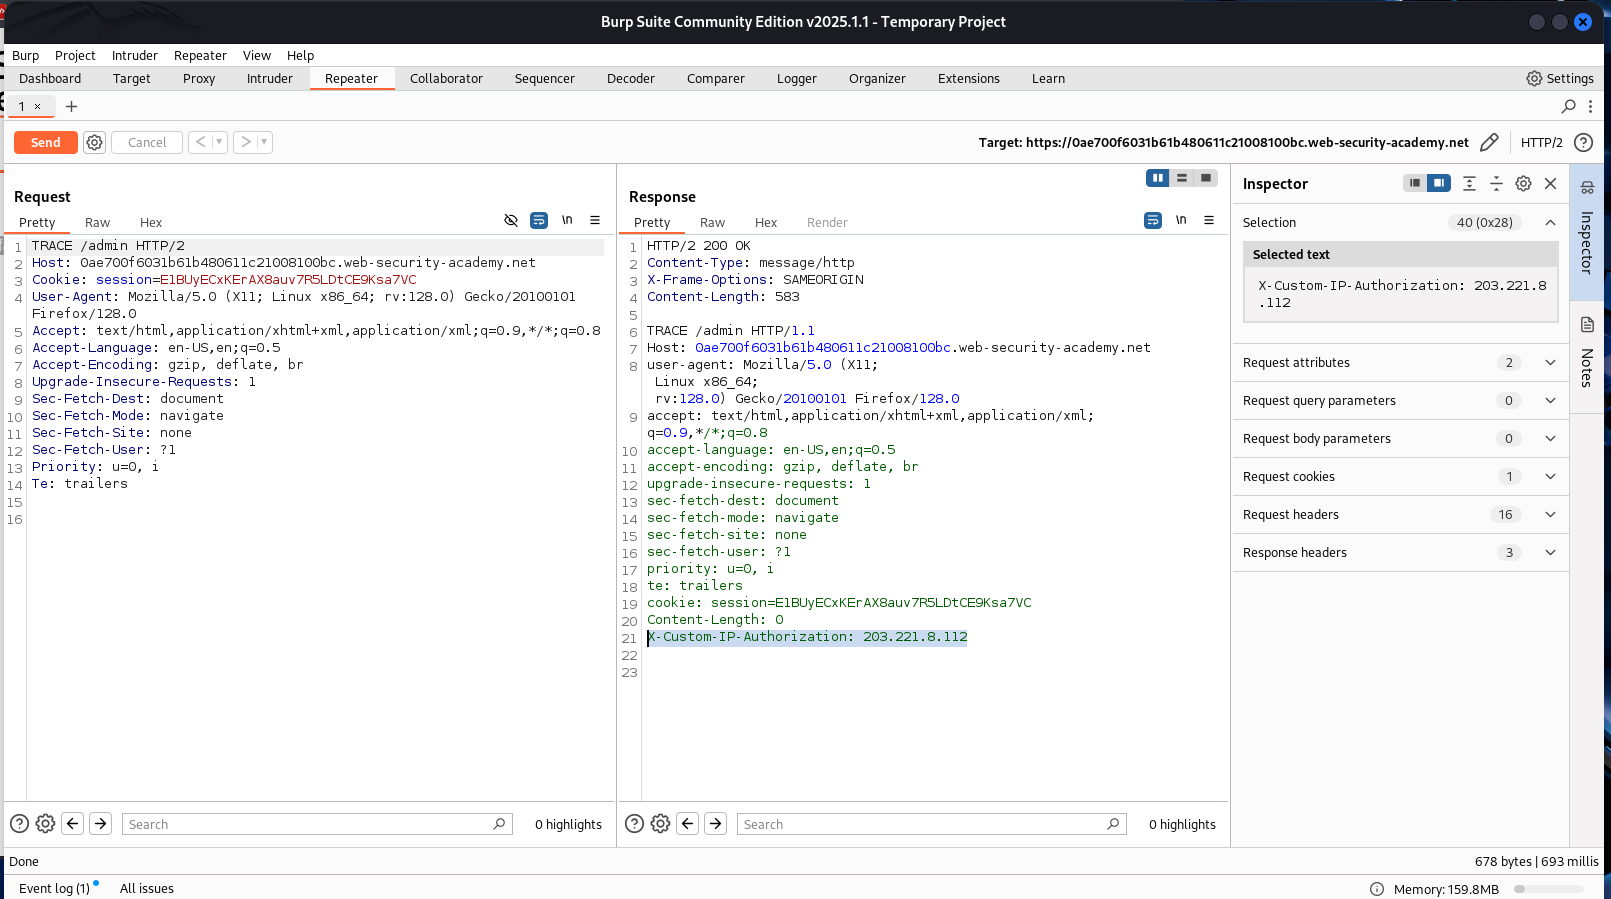 Burp Suite Community Edition v2025.1.1 - Temporary Project
Burp Project Intruder Repeater View Help
Dashboard Target Proxy Intruder Repeater Collaborator Sequencer Decoder Comparer Logger Organizer Extensions Learn Settings
1 × +
Send Cancel < > Target: https://0ae700f6031b61b480611c21008100bc.web-security-academy.net HTTP/2 ?
Request
Pretty Raw Hex \n
1 TRACE /admin HTTP/2
2 Host: 0ae700f6031b61b480611c21008100bc.web-security-academy.net
3 Cookie: session=E1BUyECxKErAX8auv7R5LDtCE9Ksa7VC
4 User-Agent: Mozilla/5.0 (X11; Linux x86_64; rv:128.0) Gecko/20100101
Firefox/128.0
5 Accept: text/html,application/xhtml+xml,application/xml;q=0.9,*/*;q=0.8
6 Accept-Language: en-US,en;q=0.5
7 Accept-Encoding: gzip, deflate, br
8 Upgrade-Insecure-Requests: 1
9 Sec-Fetch-Dest: document
10 Sec-Fetch-Mode: navigate
11 Sec-Fetch-Site: none
12 Sec-Fetch-User: ?1
13 Priority: u=0, i
14 Te: trailers
15
16
? Search 0 highlights
Response
Pretty Raw Hex Render \n
1 HTTP/2 200 OK
2 Content-Type: message/http
3 X-Frame-Options: SAMEORIGIN
4 Content-Length: 583
5
6 TRACE /admin HTTP/1.1
7 Host: 0ae700f6031b61b480611c21008100bc.web-security-academy.net
8 user-agent: Mozilla/5.0 (X11;
Linux x86_64;
rv:128.0) Gecko/20100101 Firefox/128.0
9 accept: text/html,application/xhtml+xml,application/xml;
q=0.9,*/*;q=0.8
10 accept-language: en-US,en;q=0.5
11 accept-encoding: gzip, deflate, br
12 upgrade-insecure-requests: 1
13 sec-fetch-dest: document
14 sec-fetch-mode: navigate
15 sec-fetch-site: none
16 sec-fetch-user: ?1
17 priority: u=0, i
18 te: trailers
19 cookie: session=E1BUyECxKErAX8auv7R5LDtCE9Ksa7VC
20 Content-Length: 0
21 X-Custom-IP-Authorization: 203.221.8.112
22
23
? Search 0 highlights
Inspector
Selection 40 (0x28)
Selected text
X-Custom-IP-Authorization: 203.221.8
.112
Request attributes 2
Request query parameters 0
Request body parameters 0
Request cookies 1
Request headers 16
Response headers 3
Inspector
Notes
Done 678 bytes | 693 millis
Event log (1) All issues Memory: 159.8MB